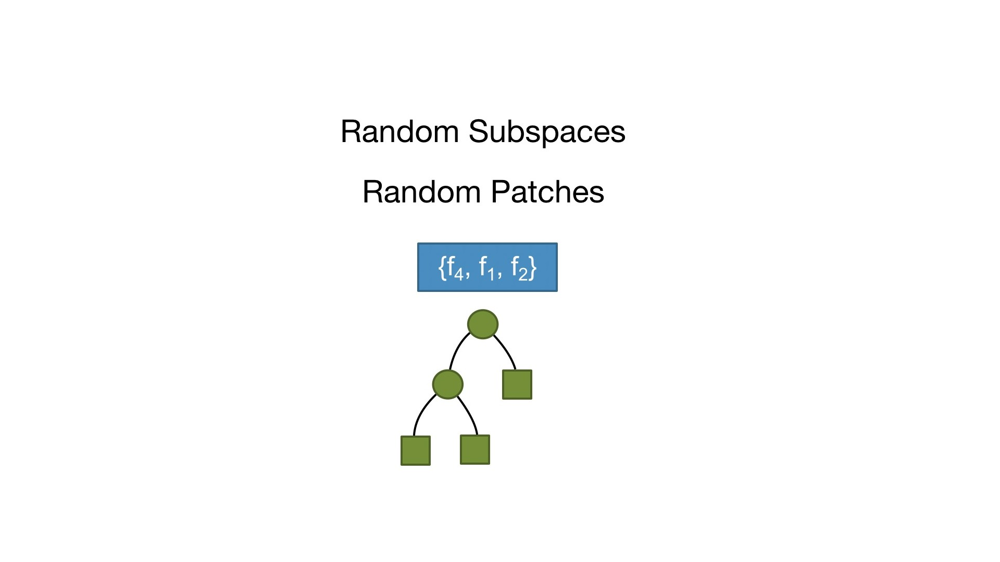 Random Subspaces
Random Patches
{f₄, f₁, f₂}